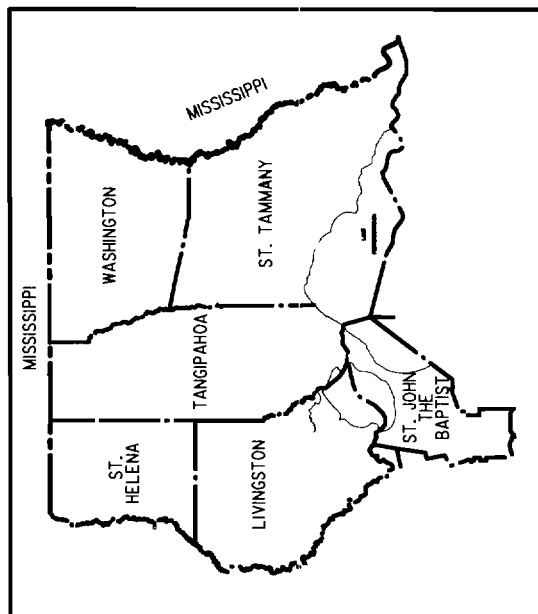 MISSISSIPPI
MISSISSIPPI
WASHINGTON
ST. TAMMANY
TANGIPAHOA
ST.
HELENA
LIVINGSTON
ST. JOHN
THE
BAPTIST